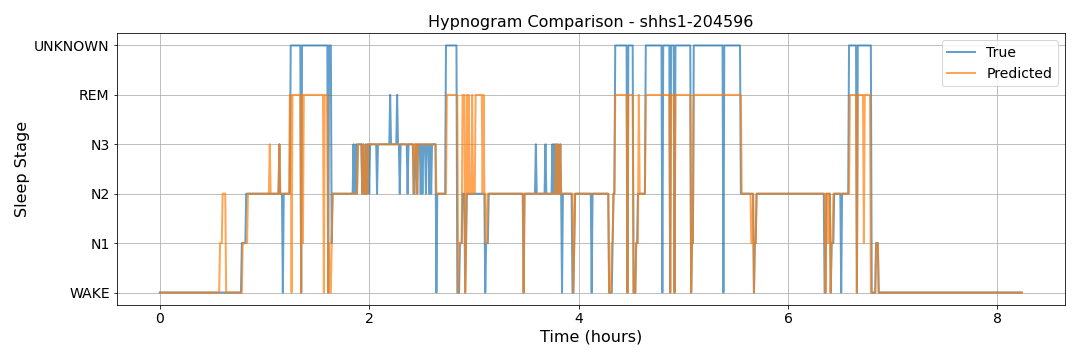 Hypnogram Comparison - shhs1-204596
UNKNOWN
REM
N3
N2
N1
WAKE
Sleep Stage
True
Predicted
0 2 4 6 8
Time (hours)